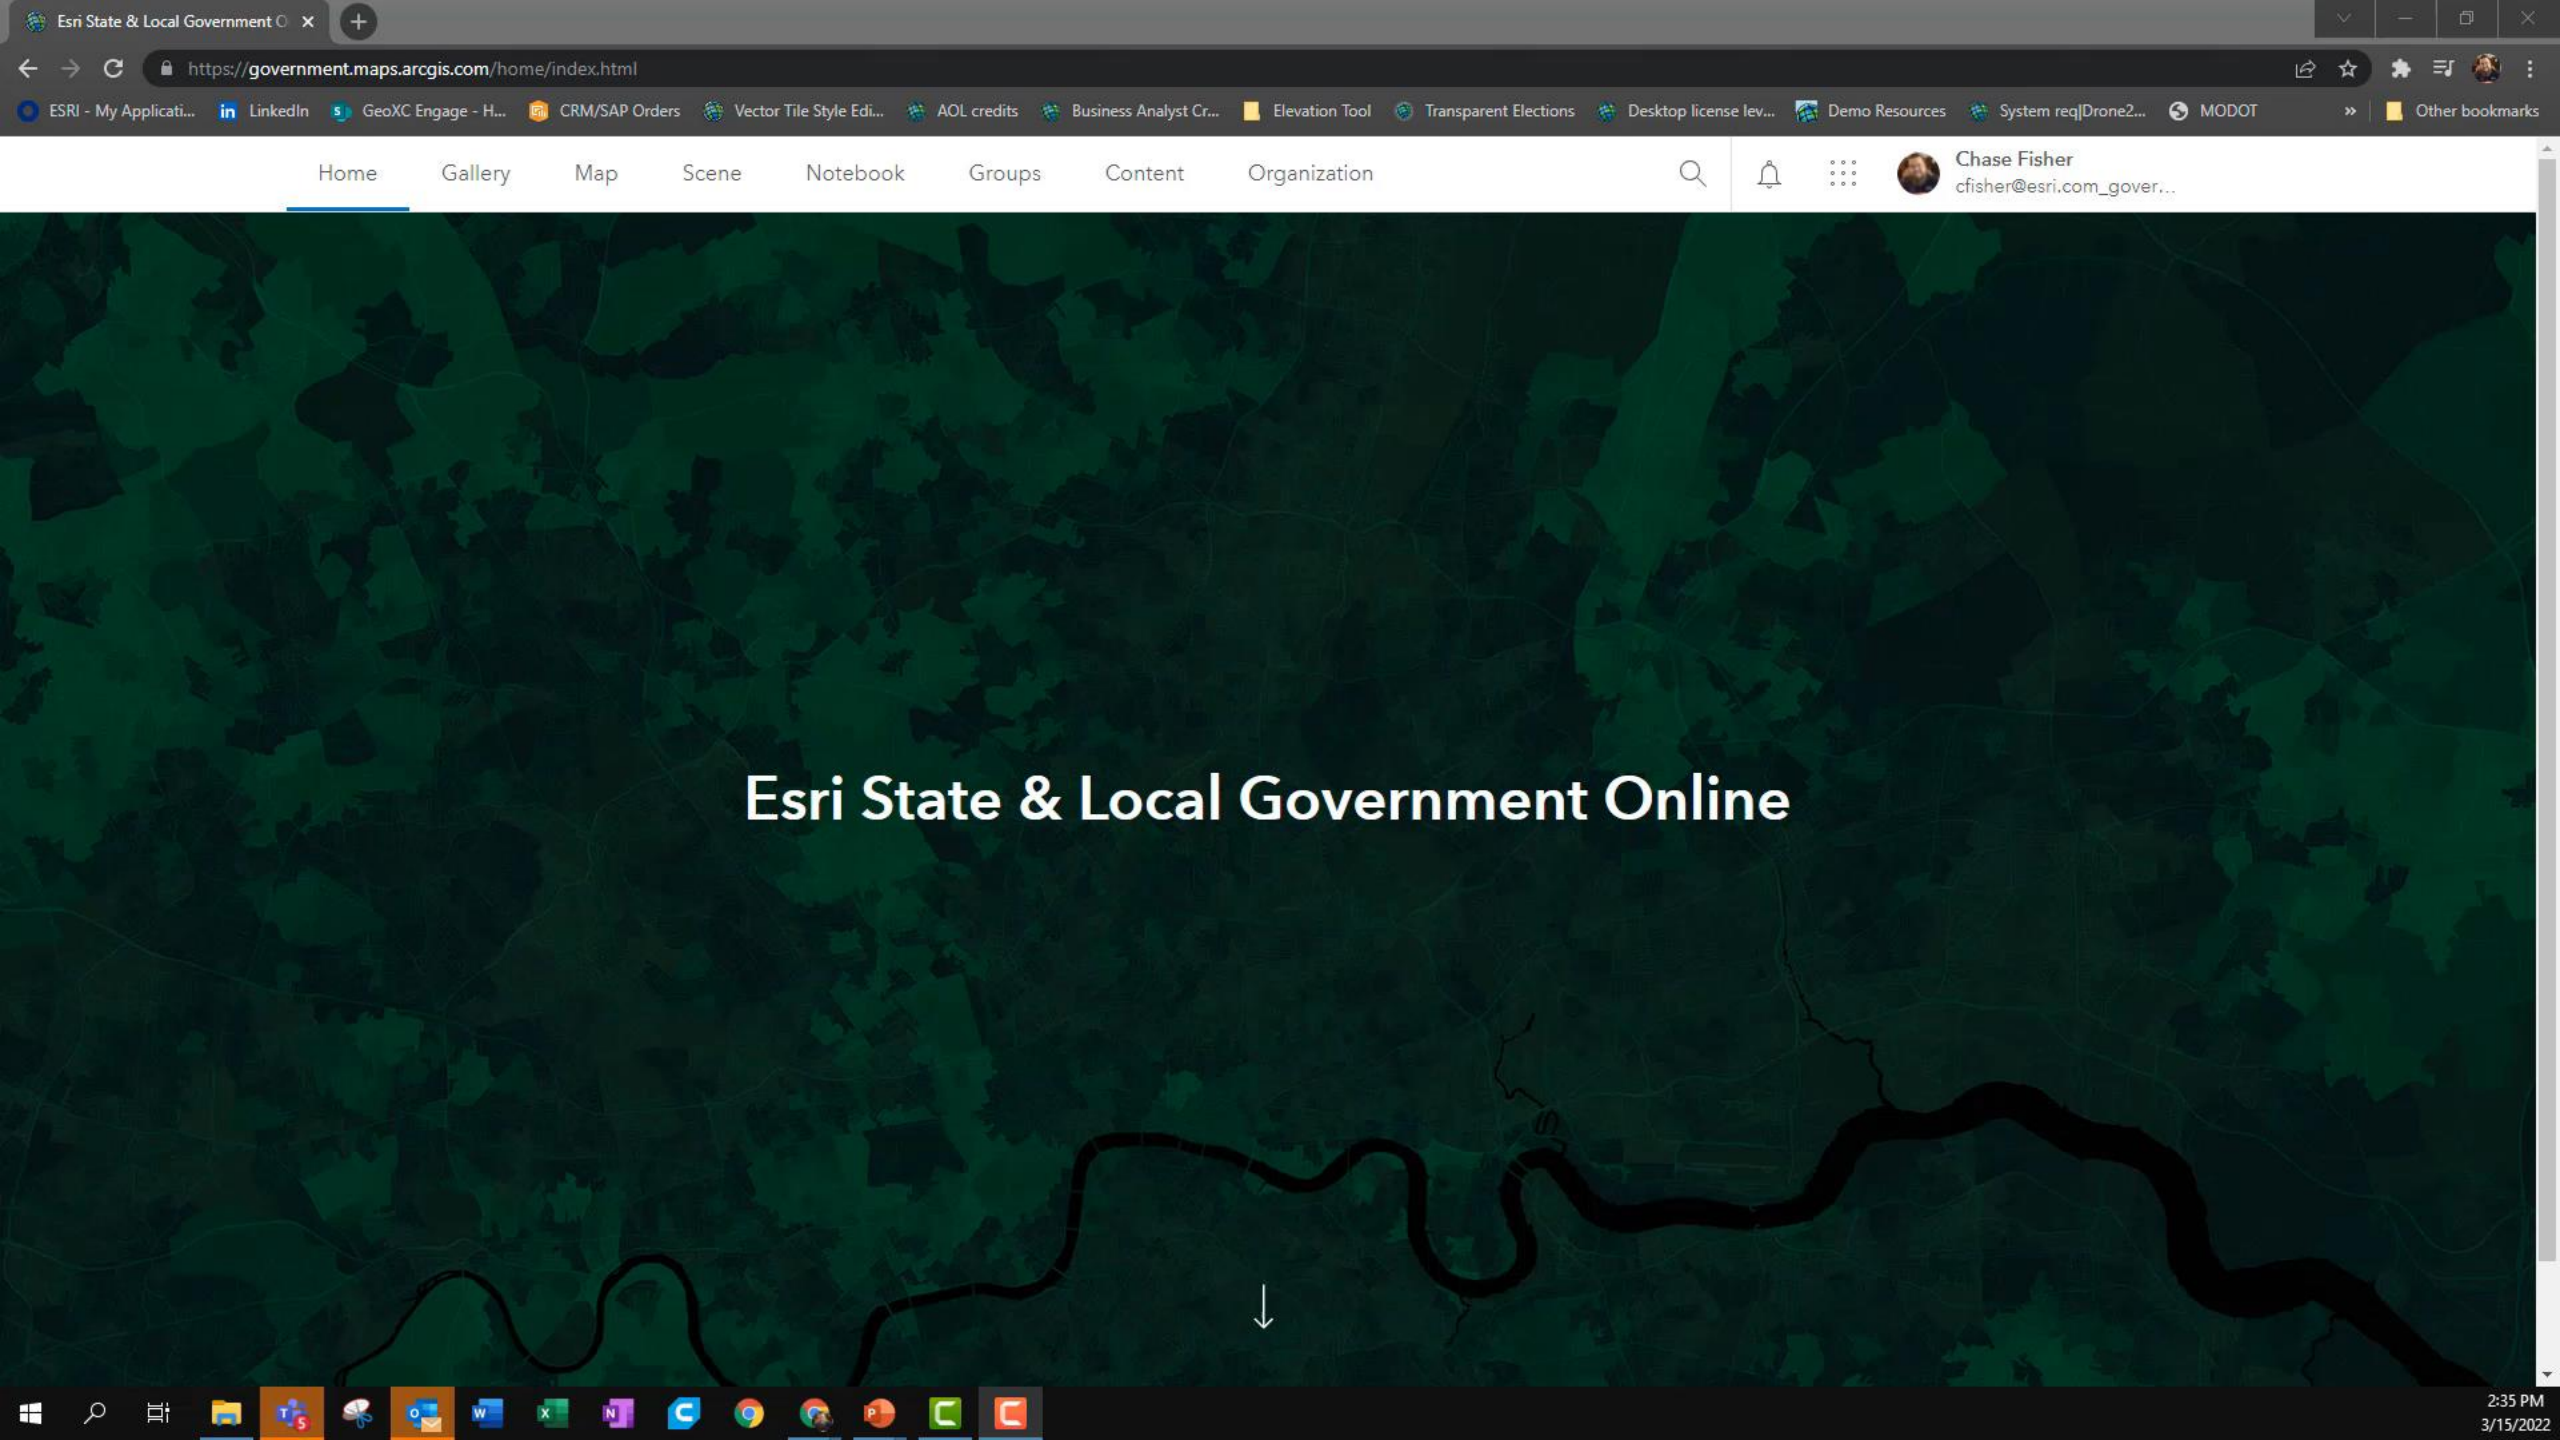 Esri State & Local Government O
https://government.maps.arcgis.com/home/index.html
ESRI - My Applicati... LinkedIn GeoXC Engage - H... CRM/SAP Orders Vector Tile Style Edi... AOL credits Business Analyst Cr... Elevation Tool Transparent Elections Desktop license lev... Demo Resources System req|Drone2... MODOT » Other bookmarks
Home Gallery Map Scene Notebook Groups Content Organization
Chase Fisher
cfisher@esri.com_gover...
Esri State & Local Government Online
2:35 PM
3/15/2022